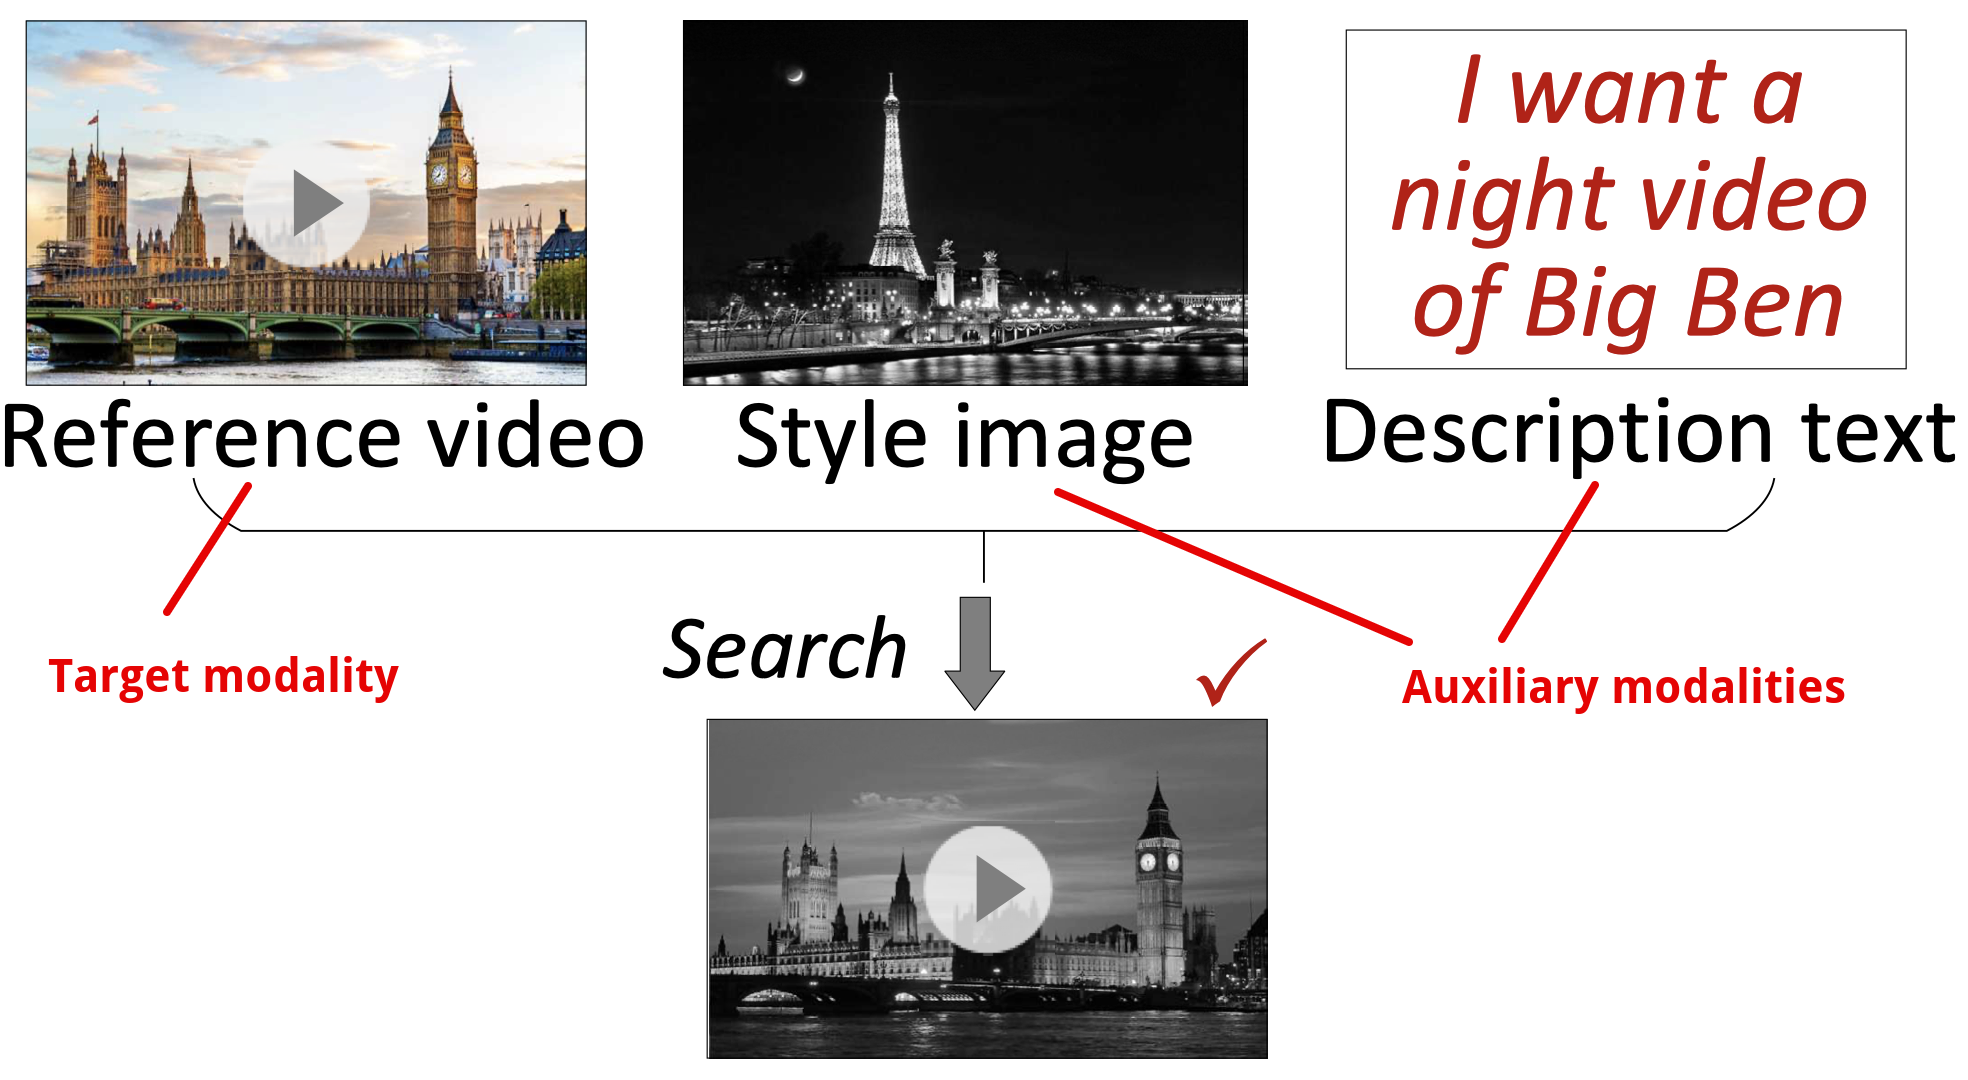 I want a
night video
of Big Ben
Reference video
Style image
Description text
Search
Target modality
Auxiliary modalities